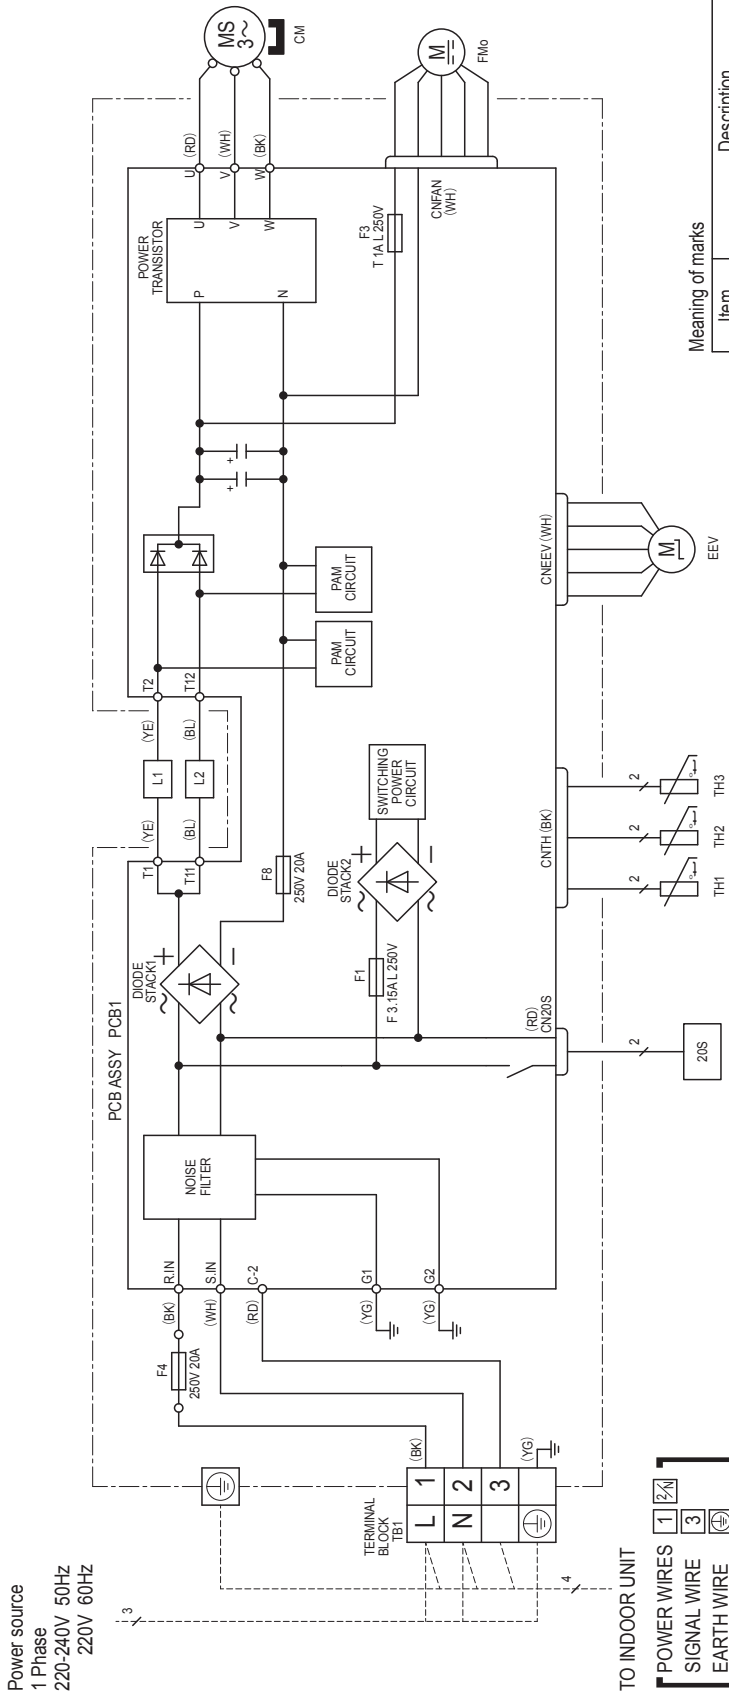 Power source
1 Phase
220-240V 50Hz
220V 60Hz
3
4
TO INDOOR UNIT
POWER WIRES 1 2/N
SIGNAL WIRE 3
EARTH WIRE
TERMINAL
BLOCK
TB1
L 1
N 2
3
(BK)
(YG)
F4
250V 20A
(BK)
(WH)
(RD)
(YG)
(YG)
R.IN
S.IN
C-2
G1
G2
PCB ASSY PCB1
NOISE
FILTER
DIODE
STACK1
+
−
~
~
F8
250V 20A
F1
F 3.15A L 250V
DIODE
STACK2
+
−
~
~
SWITCHING
POWER
CIRCUIT
(RD)
CN20S
2
20S
T1
T11
(YE)
(BL)
L1
L2
(YE)
(BL)
T2
T12
PAM
CIRCUIT
PAM
CIRCUIT
+
+
CNTH (BK)
2
2
2
TH1
TH2
TH3
CNEEV (WH)
M
EEV
POWER
TRANSISTOR
P
N
U
V
W
U
V
W
(RD)
(WH)
(BK)
MS
3~
CM
F3
T 1A L 250V
CNFAN
(WH)
M
FMo
Meaning of marks
Item
Description